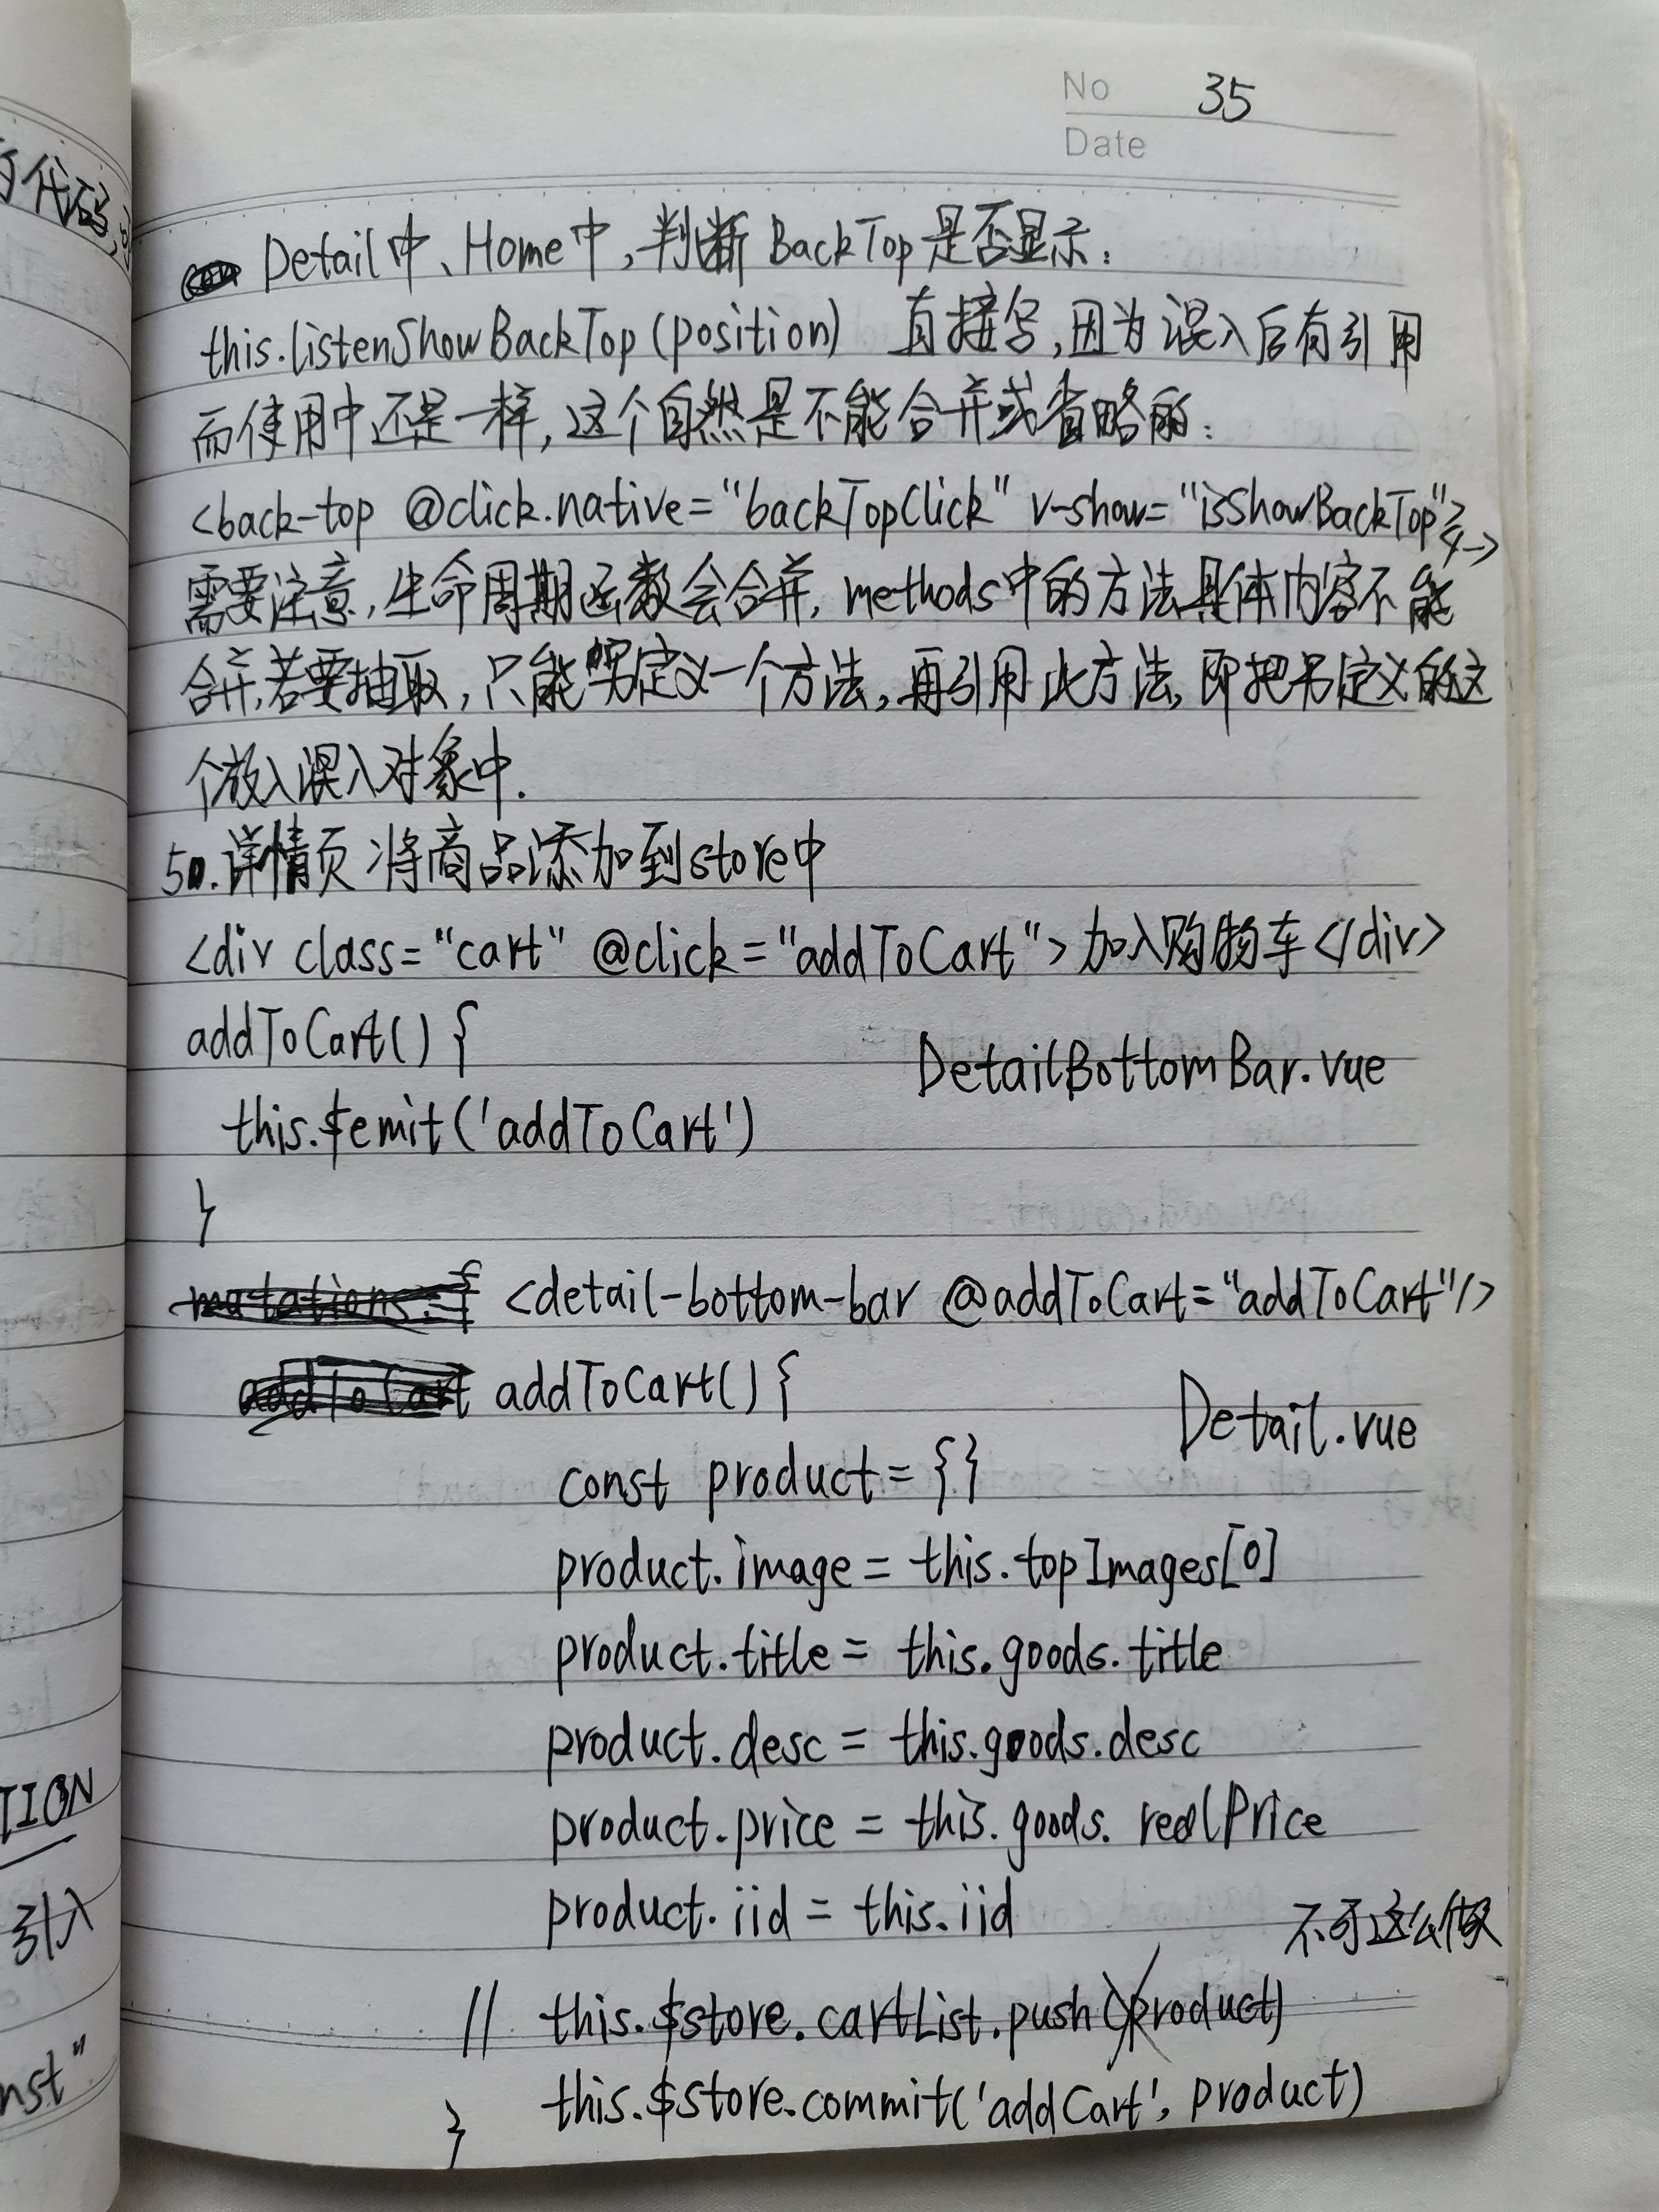 No 35
Date
Detail中、Home中,判断BackTop是否显示:
this.listenShowBackTop(position) 直接写,因为混入后有引用
而使用中还是一样,这个自然是不能合并或省略的:
<back-top @click.native="backTopClick" v-show="isShowBackTop">
需要注意,生命周期函数会合并,methods中的方法具体内容不能
合并,若要抽取,只能另定义一个方法,再引用此方法,即把另定义的这
个放入混入对象中.
50.详情页 将商品添加到store中
<div class="cart" @click="addToCart">加入购物车</div>
addToCart() {
DetailBottomBar.vue
this.$emit('addToCart')
}
mutations: { <detail-bottom-bar @addToCart="addToCart"/>
addToCart addToCart() {
Detail.vue
const product = {}
product.image = this.topImages[0]
product.title = this.goods.title
product.desc = this.goods.desc
product.price = this.goods.realPrice
product.iid = this.iid
不可这么做
// this.$store.cartList.push(product)
this.$store.commit('addCart', product)
}
的代码,
TION
引入
nst"